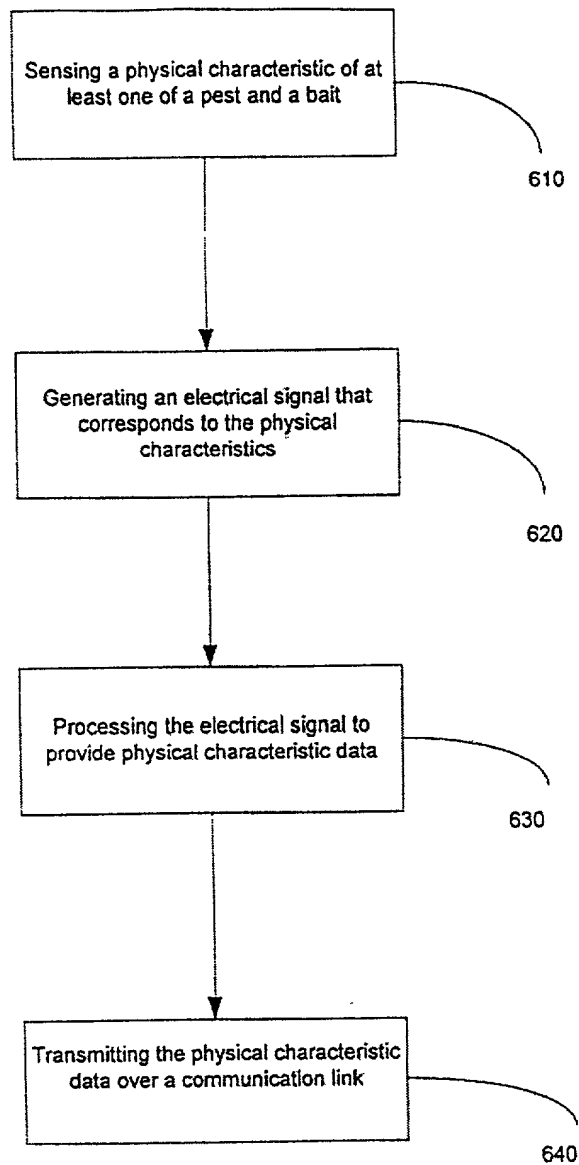 Sensing a physical characteristic of at
least one of a pest and a bait
610
Generating an electrical signal that
corresponds to the physical
characteristics
620
Processing the electrical signal to
provide physical characteristic data
630
Transmitting the physical characteristic
data over a communication link
640